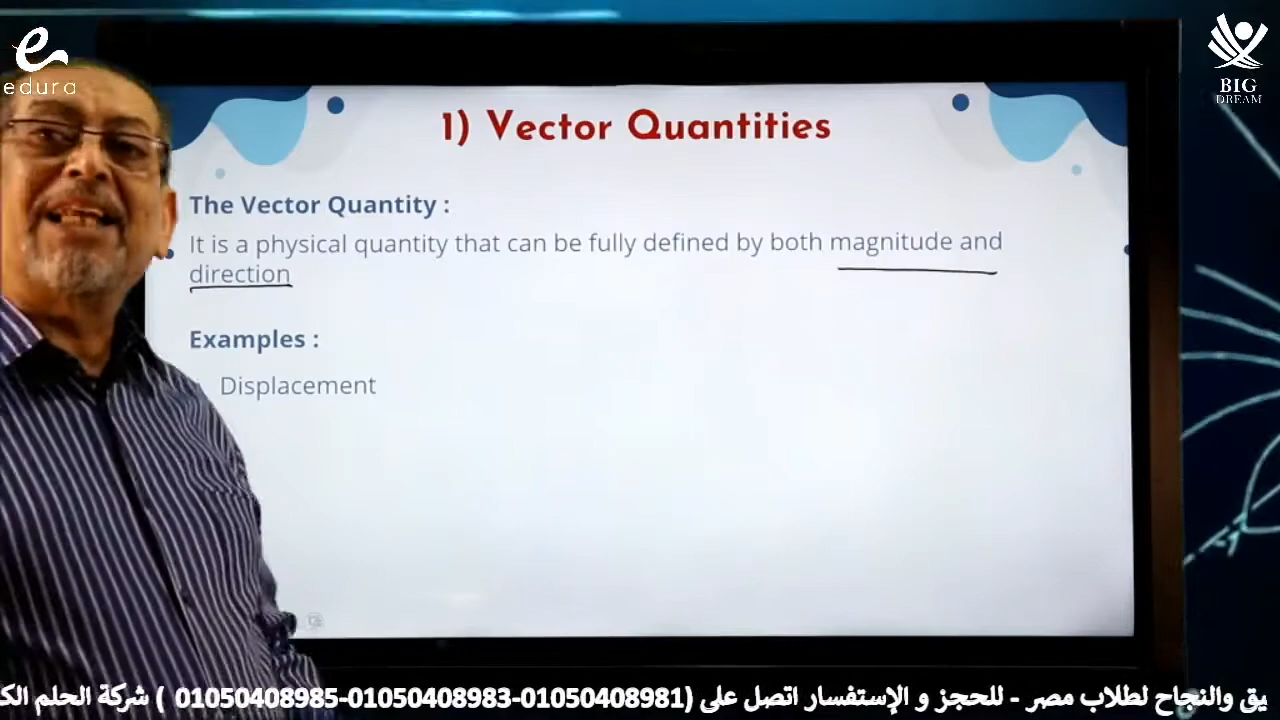 edura
BIG
DREAM
1) Vector Quantities
The Vector Quantity :
It is a physical quantity that can be fully defined by both magnitude and
direction
Examples :
Displacement
يق والنجاح لطلاب مصر - للحجز و الإستفسار اتصل على (01050408981-01050408983-01050408985 ) شركة الحلم الك